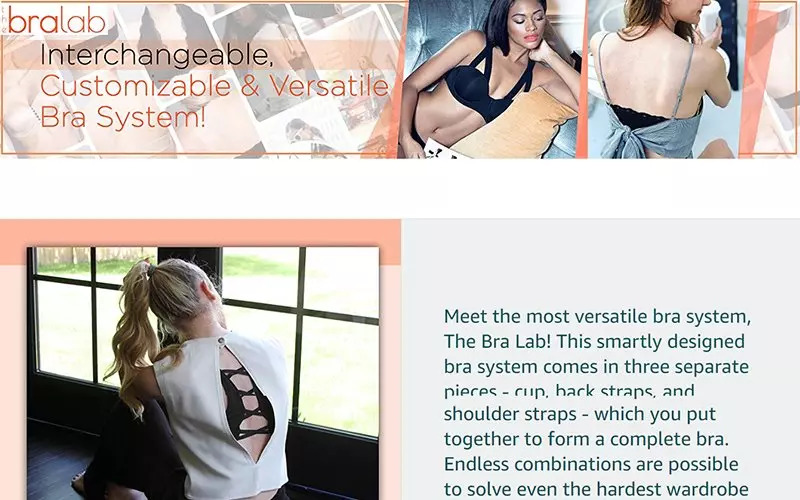 the
bralab
Interchangeable,
Customizable & Versatile
Bra System!
Meet the most versatile bra system,
The Bra Lab! This smartly designed
bra system comes in three separate
pieces - cup, back straps, and
shoulder straps - which you put
together to form a complete bra.
Endless combinations are possible
to solve even the hardest wardrobe